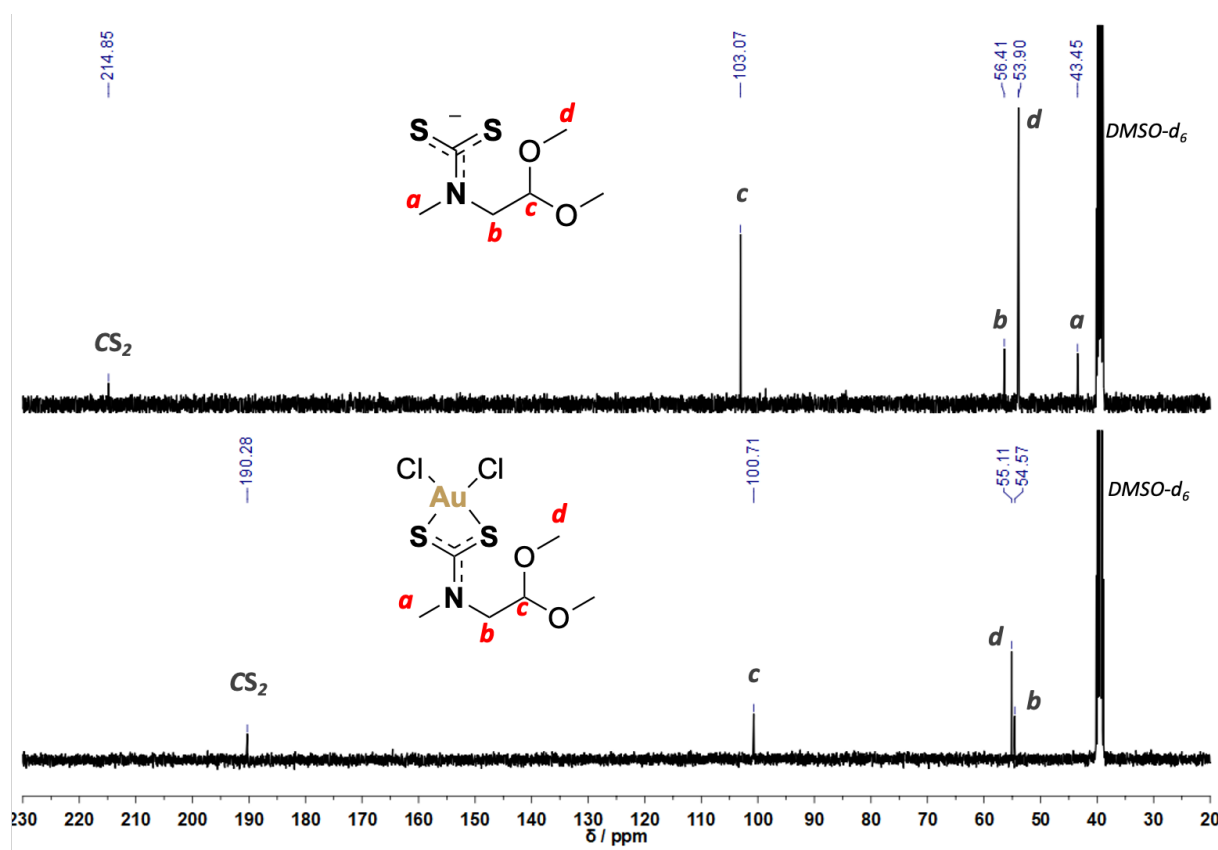 214.85
103.07
56.41
53.90
43.45
S – S
d
O
DMSO-d6
d
c
N
a
c O
b
CS2
b
a
190.28
100.71
55.11
54.57
Cl Cl
Au
DMSO-d6
S S
d
O
a
N
c O
b
d
CS2
c
b
230 220 210 200 190 180 170 160 150 140 130 120 110 100 90 80 70 60 50 40 30 20
δ / ppm